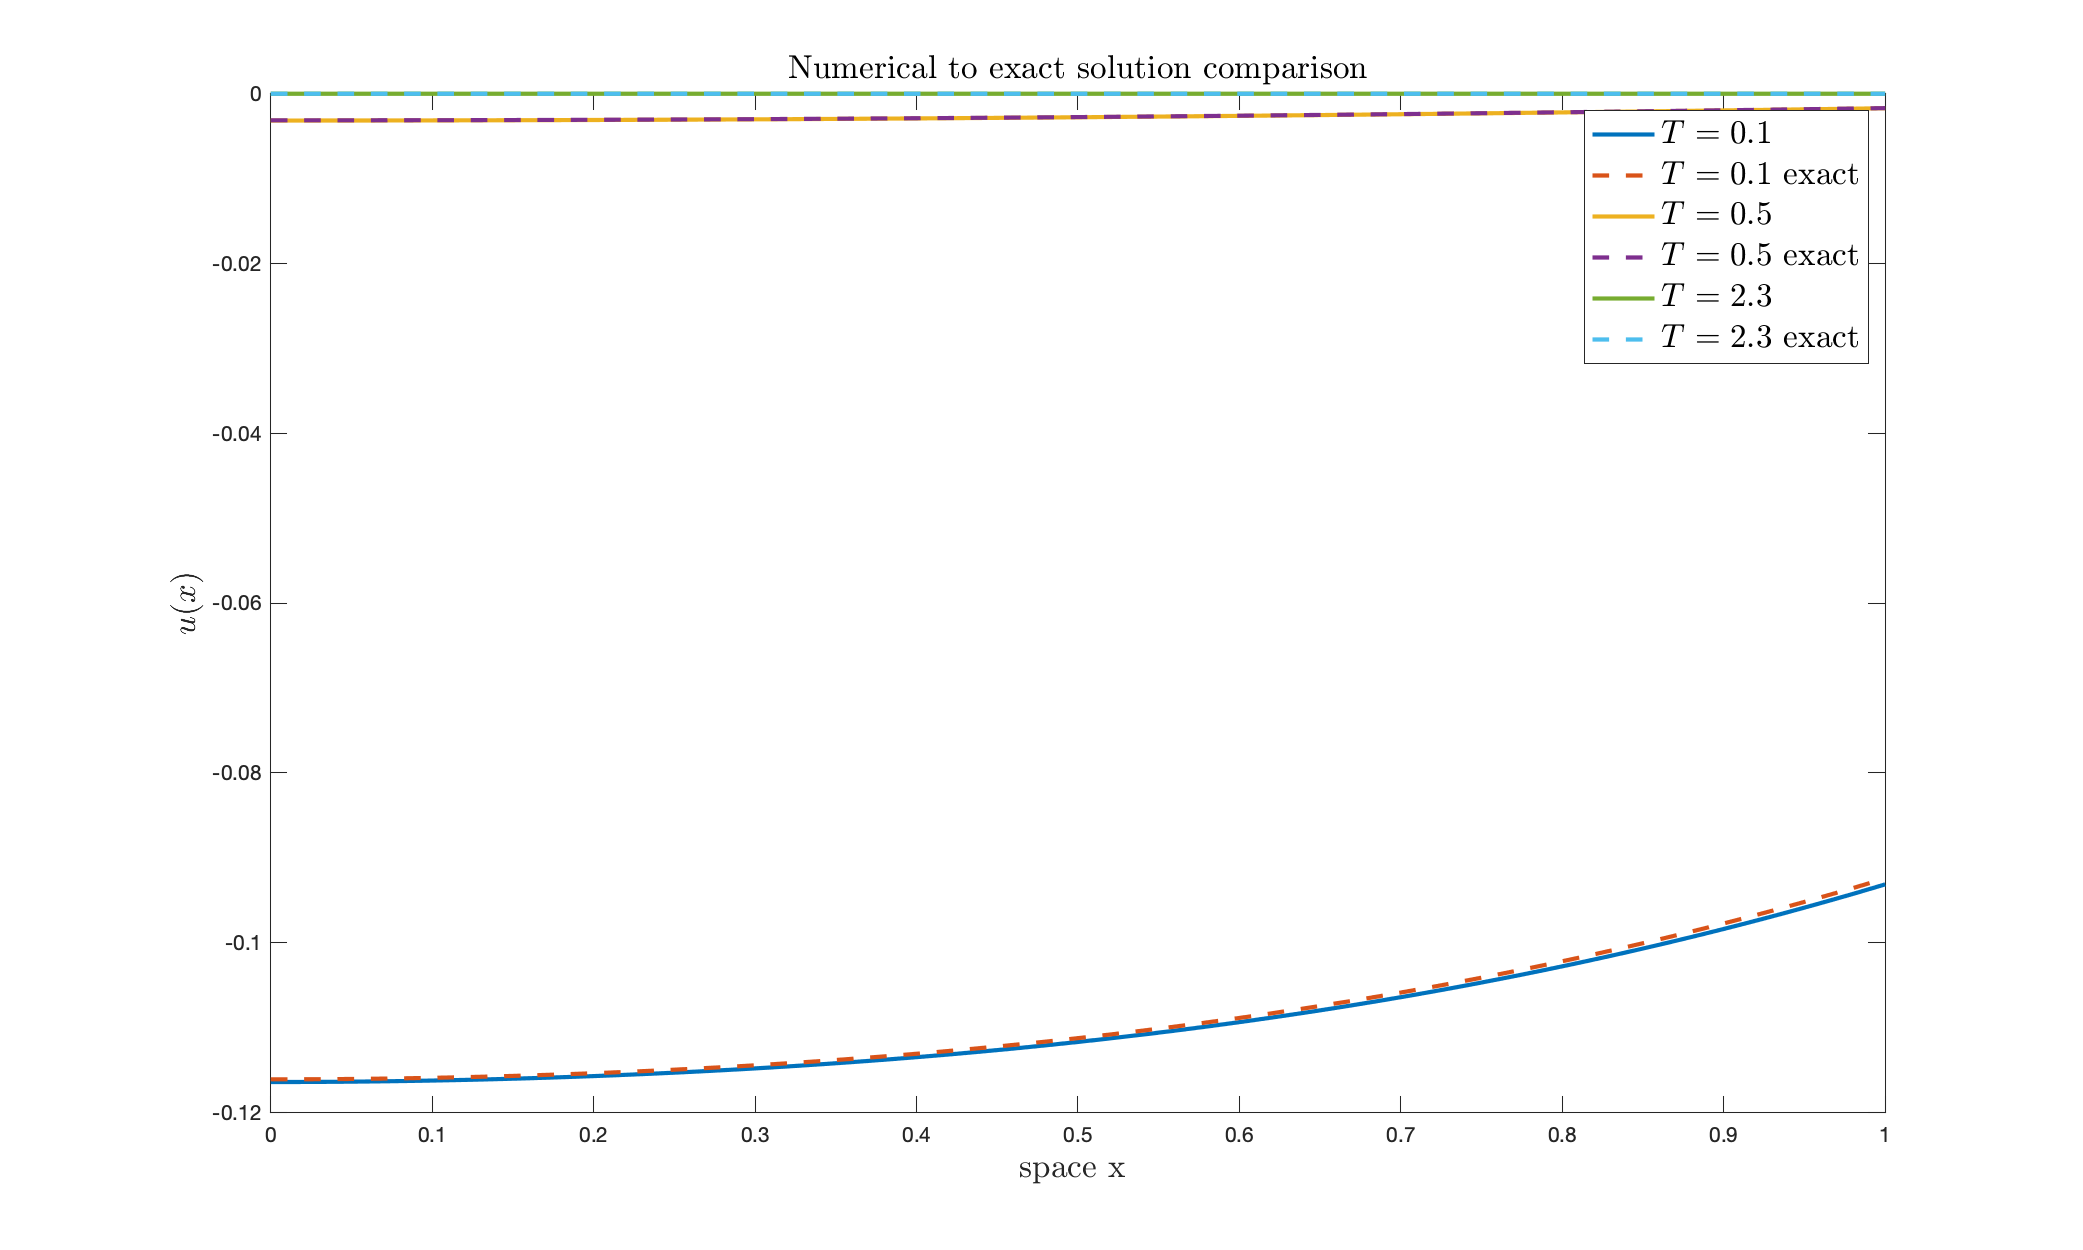 Numerical to exact solution comparison
0
-0.02
-0.04
-0.06
-0.08
-0.1
-0.12
u(x)
T = 0.1
T = 0.1 exact
T = 0.5
T = 0.5 exact
T = 2.3
T = 2.3 exact
0 0.1 0.2 0.3 0.4 0.5 0.6 0.7 0.8 0.9 1
space x